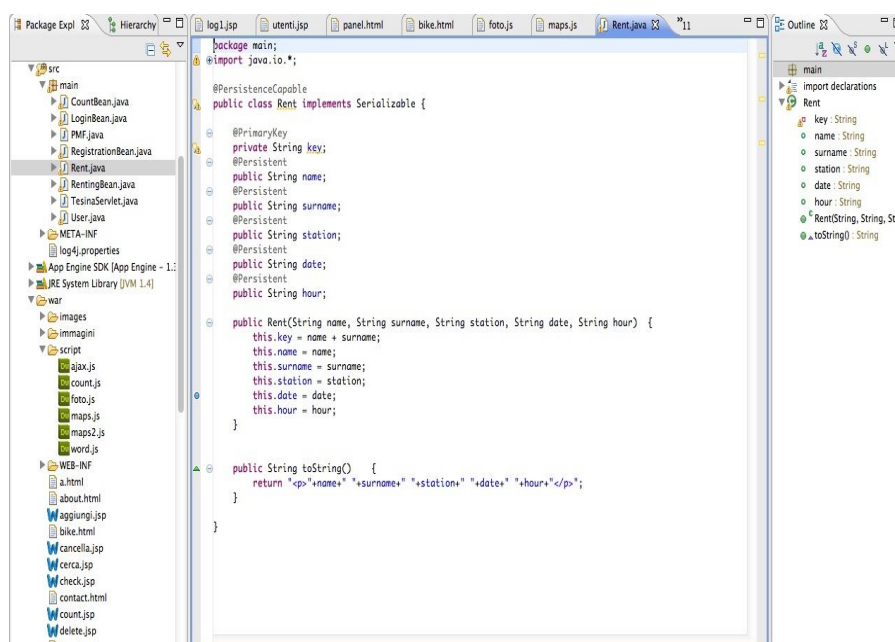 Package Expl
Hierarchy
src
main
CountBean.java
LoginBean.java
PMF.java
RegistrationBean.java
Rent.java
RentingBean.java
TesinaServlet.java
User.java
META-INF
log4j.properties
App Engine SDK [App Engine - 1.
JRE System Library [JVM 1.4]
war
images
immagini
script
ajax.js
count.js
foto.js
maps.js
maps2.js
word.js
WEB-INF
a.html
about.html
aggiungi.jsp
bike.html
cancella.jsp
cerca.jsp
check.jsp
contact.html
count.jsp
delete.jsp
log1.jsp
utenti.jsp
panel.html
bike.html
foto.js
maps.js
Rent.java
"11
package main;
import java.io.*;
@PersistenceCapable
public class Rent implements Serializable {
@PrimaryKey
private String key;
@Persistent
public String name;
@Persistent
public String surname;
@Persistent
public String station;
@Persistent
public String date;
@Persistent
public String hour;
public Rent(String name, String surname, String station, String date, String hour) {
this.key = name + surname;
this.name = name;
this.surname = surname;
this.station = station;
this.date = date;
this.hour = hour;
}
public String toString() {
return "<p>"+name+" "+surname+" "+station+" "+date+" "+hour+"</p>";
}
}
Outline
main
import declarations
Rent
key : String
name : String
surname : String
station : String
date : String
hour : String
Rent(String, String, St
toString() : String